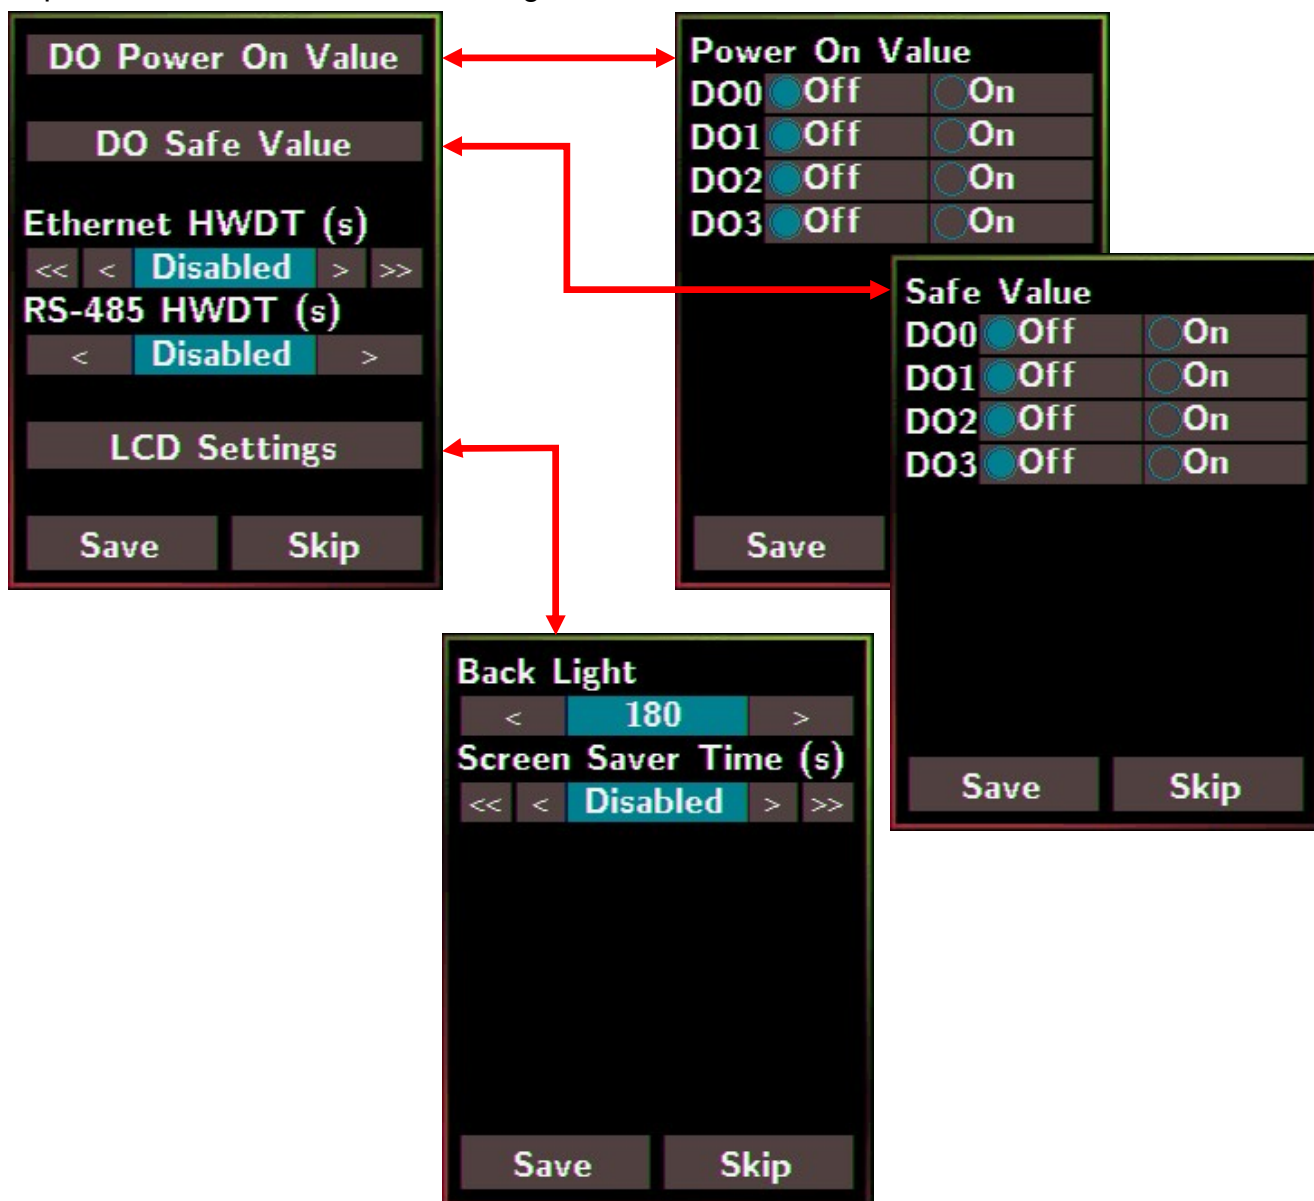 DO Power On Value
DO Safe Value
Ethernet HWDT (s)
<< < Disabled > >>
RS-485 HWDT (s)
< Disabled >
LCD Settings
Save Skip
Power On Value
DO0 Off On
DO1 Off On
DO2 Off On
DO3 Off On
Save
Safe Value
DO0 Off On
DO1 Off On
DO2 Off On
DO3 Off On
Save Skip
Back Light
< 180 >
Screen Saver Time (s)
<< < Disabled > >>
Save Skip